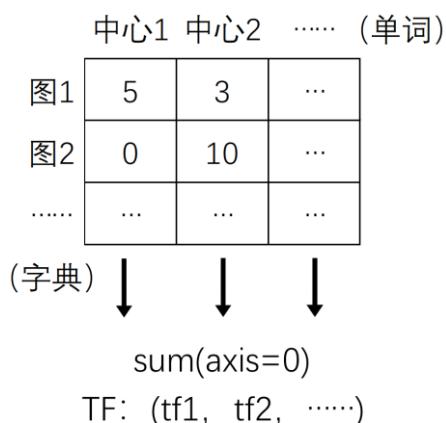 中心1 中心2 …… (单词)
图1 5 3 …
图2 0 10 …
…… … … …
(字典)
sum(axis=0)
TF: (tf1, tf2, ……)